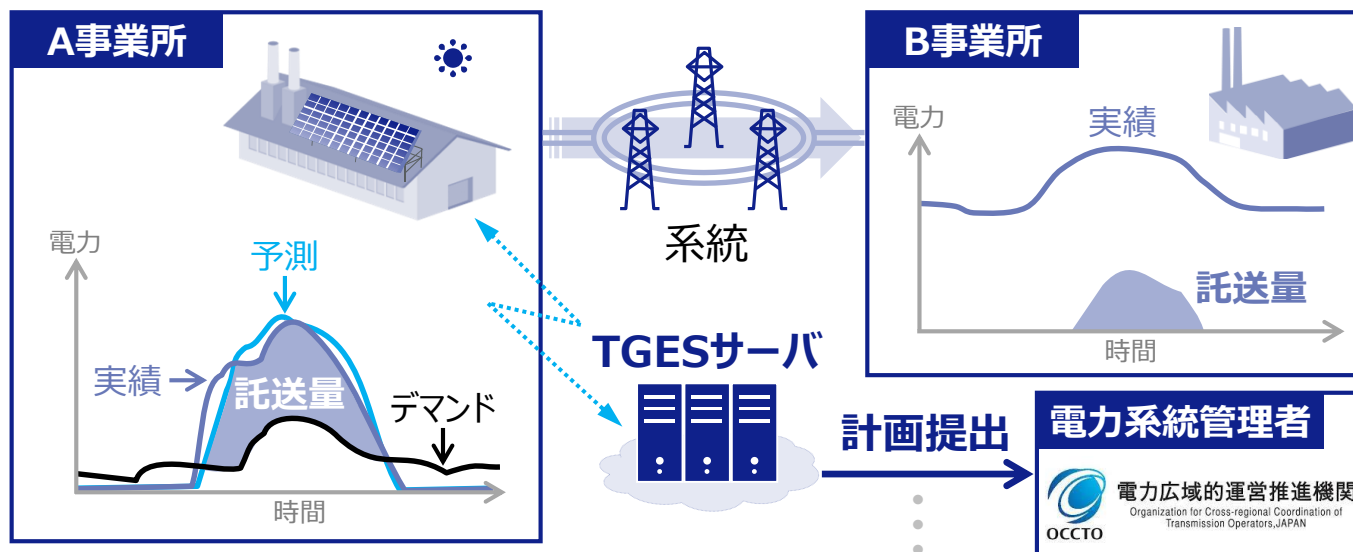 A事業所
電力
予測
実績
託送量
デマンド
時間
系統
TGESサーバ
計画提出
B事業所
電力
実績
託送量
時間
電力系統管理者
OCCTO
電力広域的運営推進機関
Organization for Cross-regional Coordination of
Transmission Operators,JAPAN